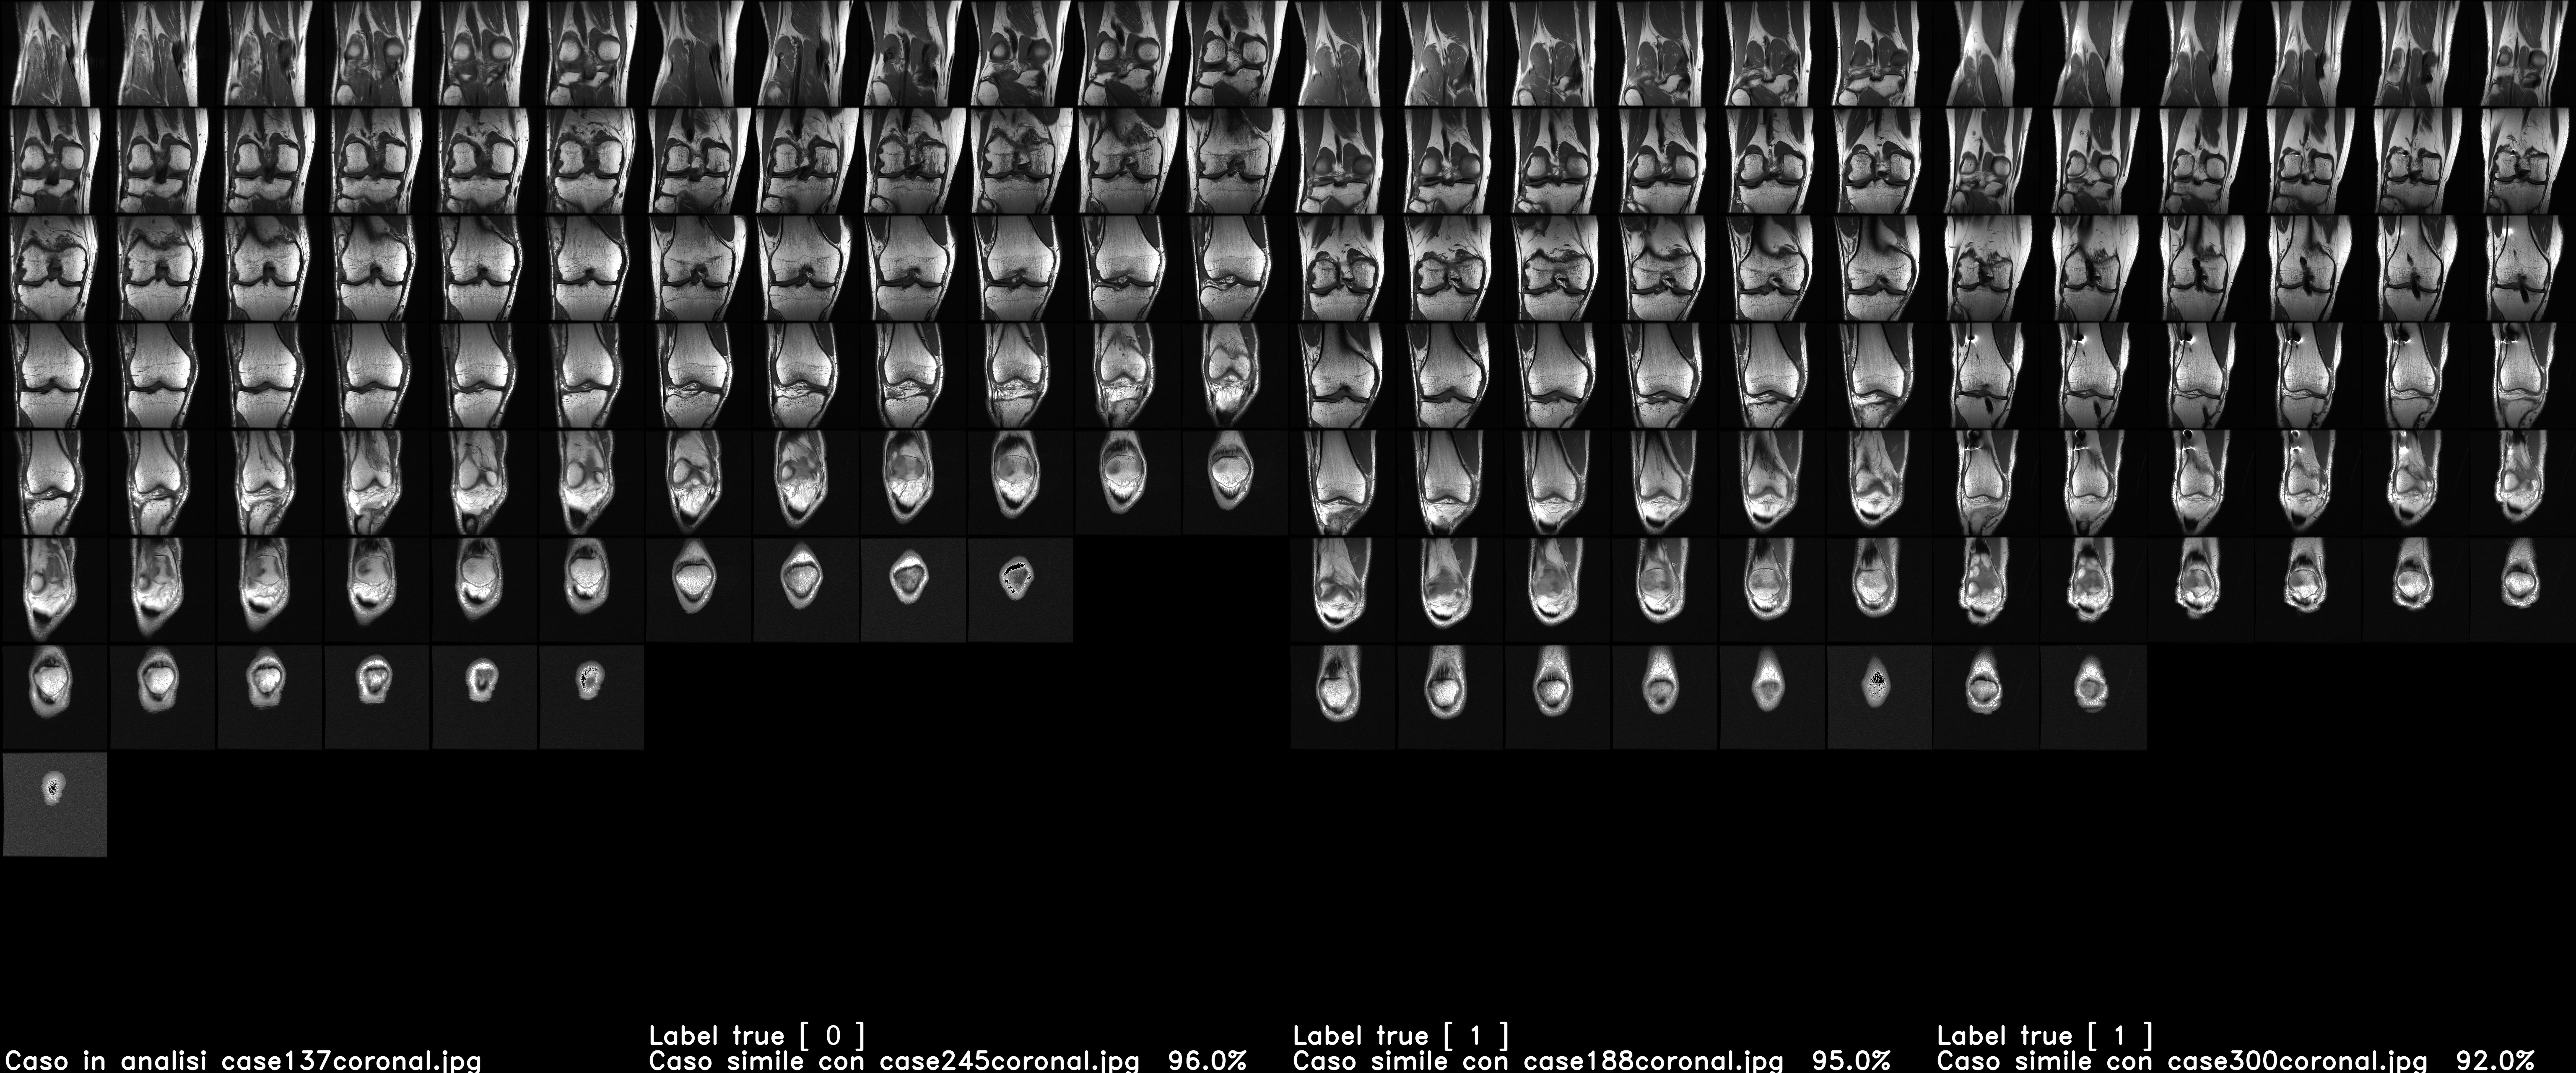 Label true [ 0 ]
Label true [ 1 ]
Label true [ 1 ]
Caso in analisi case137coronal.jpg
Caso simile con case245coronal.jpg 96.0%
Caso simile con case188coronal.jpg 95.0%
Caso simile con case300coronal.jpg 92.0%